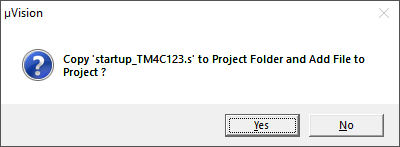 µVision
Copy 'startup_TM4C123.s' to Project Folder and Add File to
Project ?
Yes
No